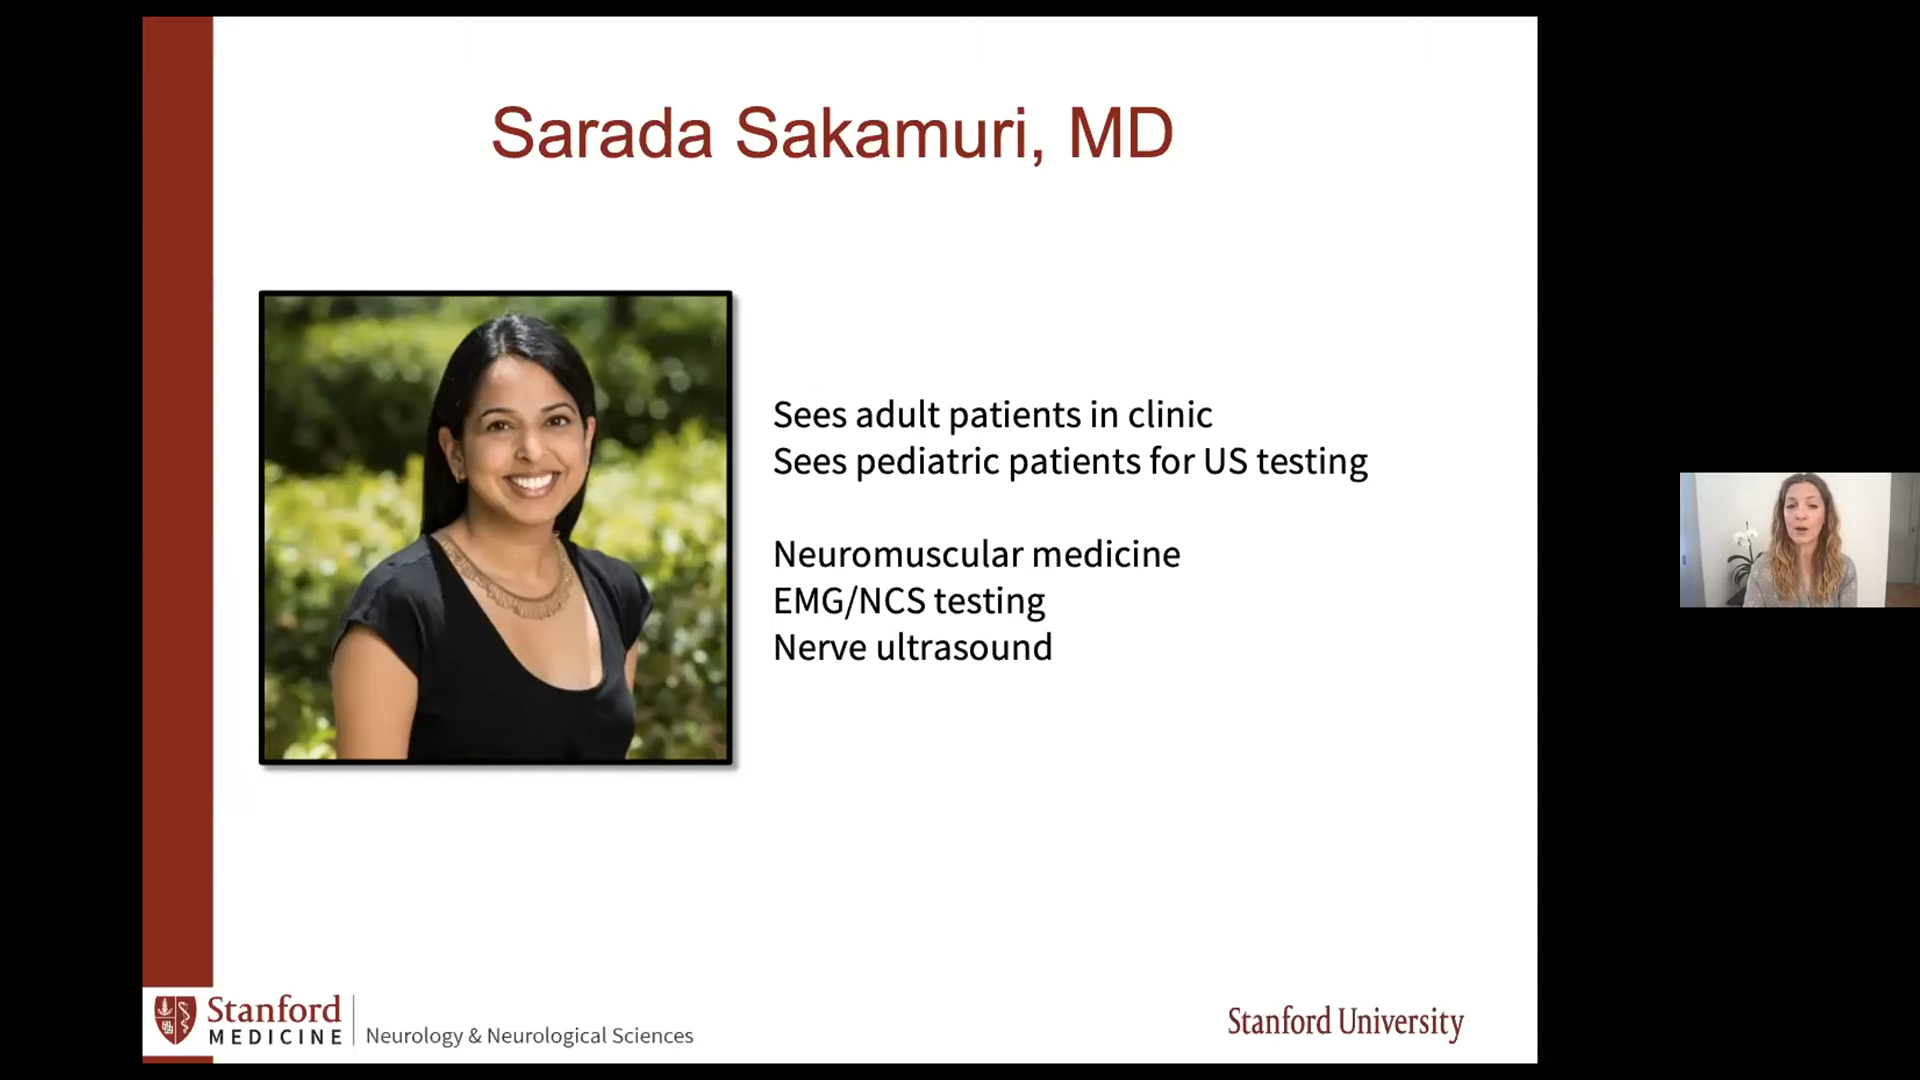 Sarada Sakamuri, MD
Sees adult patients in clinic
Sees pediatric patients for US testing
Neuromuscular medicine
EMG/NCS testing
Nerve ultrasound
Stanford
MEDICINE
Neurology & Neurological Sciences
Stanford University